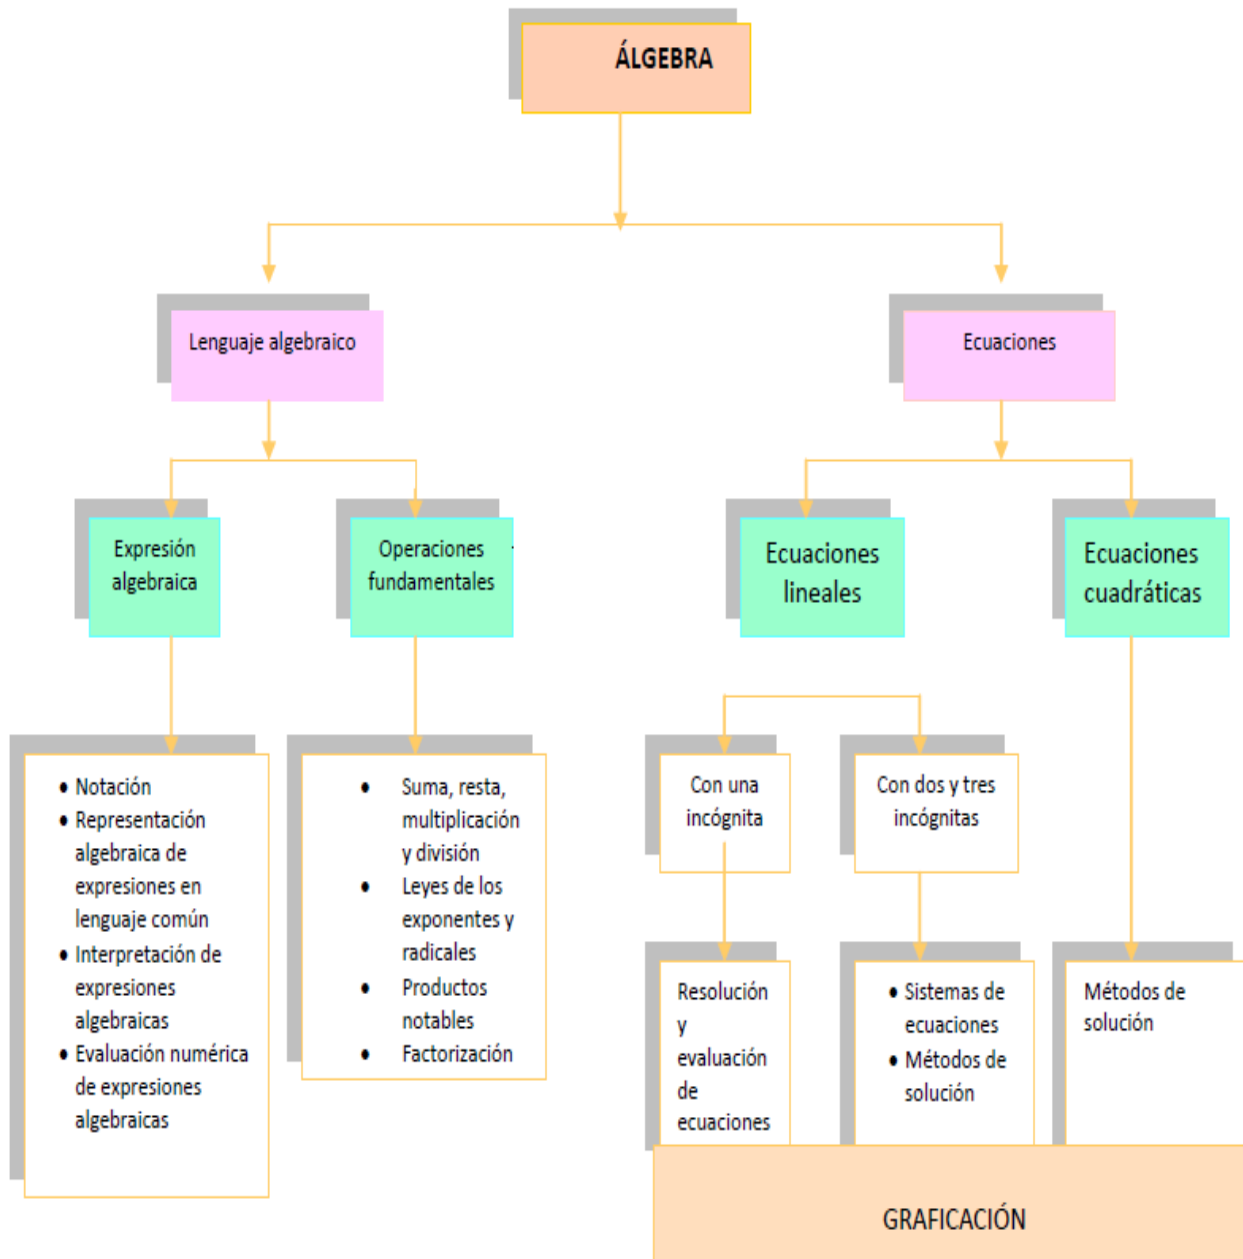 ÁLGEBRA
Lenguaje algebraico
Ecuaciones
Expresión
algebraica
Operaciones
fundamentales
Ecuaciones
lineales
Ecuaciones
cuadráticas
• Notación
• Representación
algebraica de
expresiones en
lenguaje común
• Interpretación de
expresiones
algebraicas
• Evaluación numérica
de expresiones
algebraicas
• Suma, resta,
multiplicación
y división
• Leyes de los
exponentes y
radicales
• Productos
notables
• Factorización
Con una
incógnita
Con dos y tres
incógnitas
Resolución
y
evaluación
de
ecuaciones
• Sistemas de
ecuaciones
• Métodos de
solución
Métodos de
solución
GRAFICACIÓN